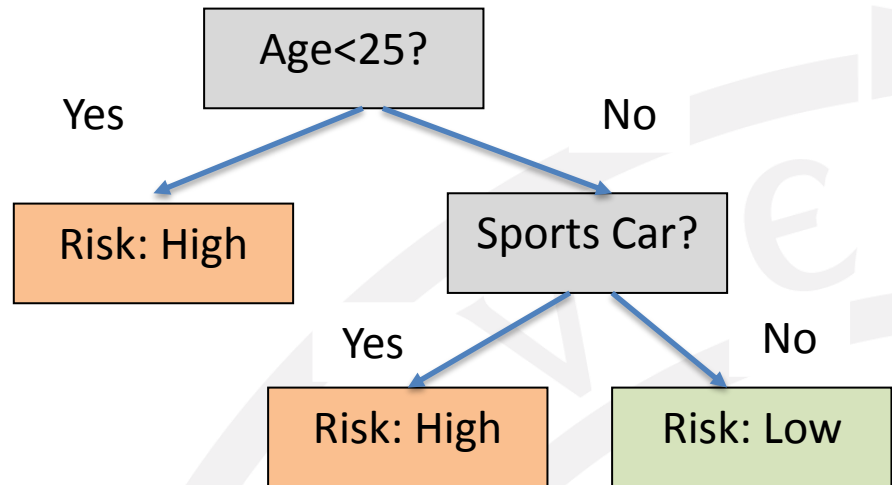 Age<25?
Yes
No
Risk: High
Sports Car?
Yes
No
Risk: High
Risk: Low